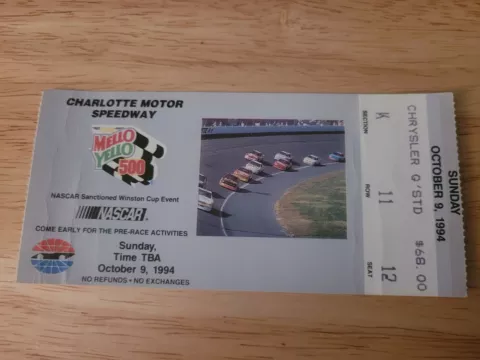 CHARLOTTE MOTOR
SPEEDWAY
MELLO
YELLO
500
NASCAR Sanctioned Winston Cup Event
NASCAR
COME EARLY FOR THE PRE-RACE ACTIVITIES
Sunday,
Time TBA
October 9, 1994
NO REFUNDS • NO EXCHANGES
SECTION
K
ROW
11
SEAT
12
CHRYSLER Q'STD
$68.00
SUNDAY
OCTOBER 9, 1994